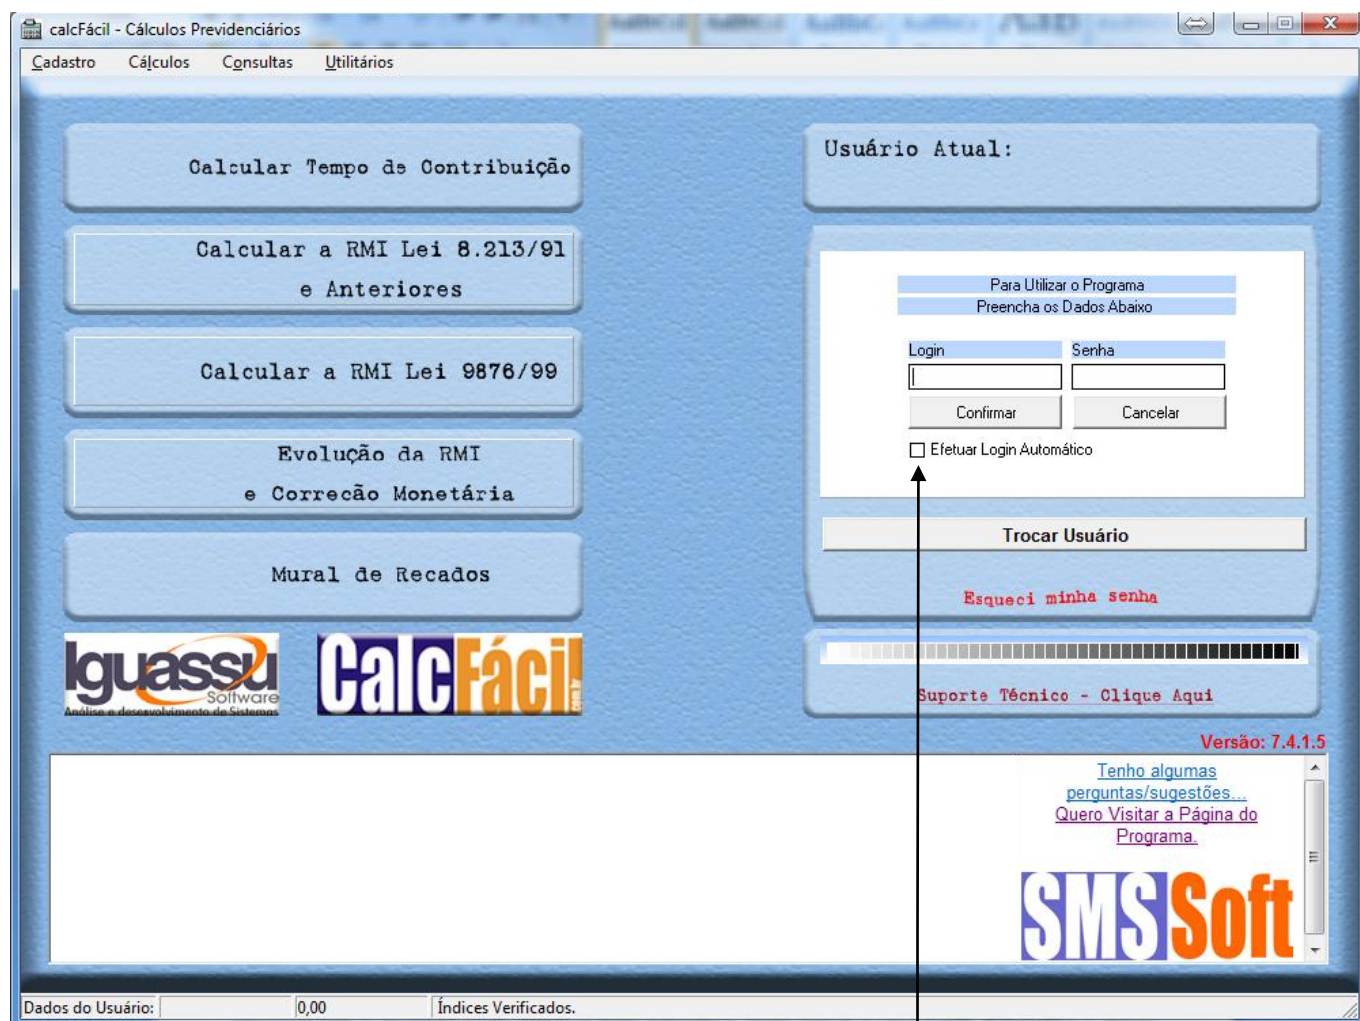 calcFácil - Cálculos Previdenciários
Cadastro Cálculos Consultas Utilitários
Calcular Tempo de Contribuição
Calcular a RMI Lei 8.213/91
e Anteriores
Calcular a RMI Lei 9876/99
Evolução da RMI
e Correcão Monetária
Mural de Recados
Iguassu
Software
Análise e desenvolvimento de Sistemas
CalcFácil
.com.br
Usuário Atual:
Para Utilizar o Programa
Preencha os Dados Abaixo
Login Senha
Confirmar Cancelar
Efetuar Login Automático
Trocar Usuário
Esqueci minha senha
Suporte Técnico - Clique Aqui
Versão: 7.4.1.5
Tenho algumas
perguntas/sugestões...
Quero Visitar a Página do
Programa.
SMSSoft
Dados do Usuário: 0,00 Índices Verificados.